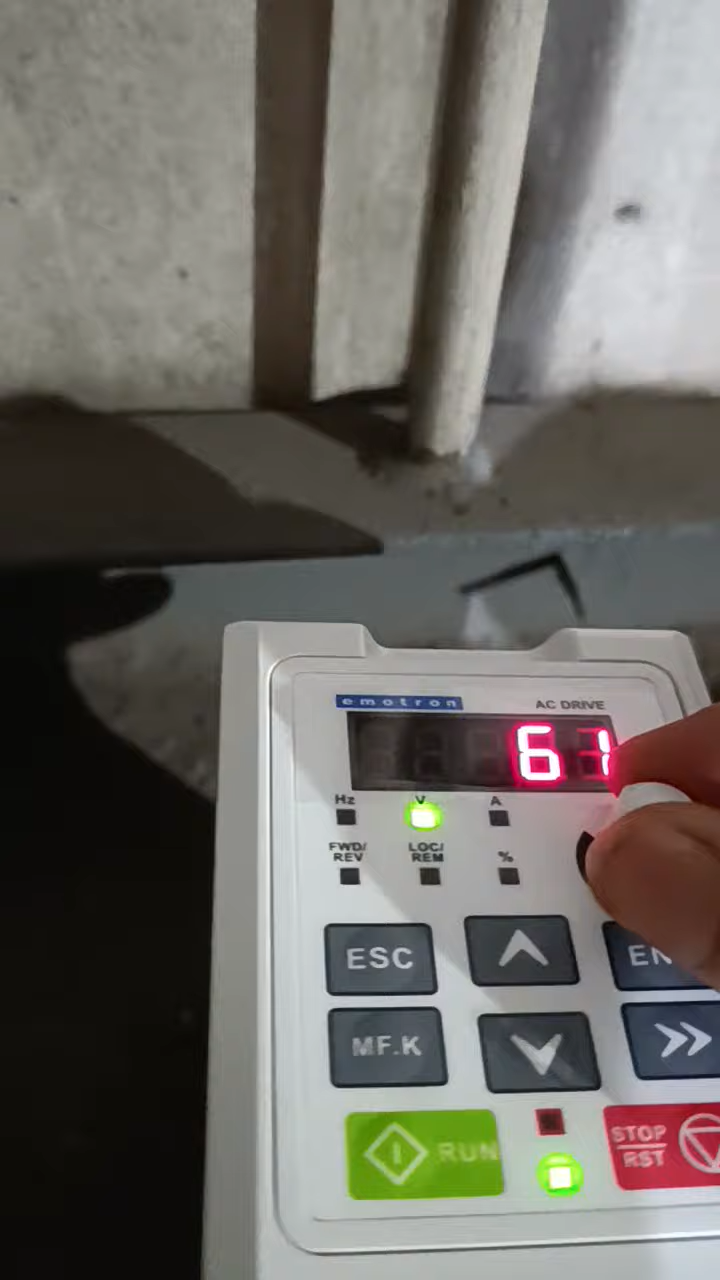 emotron AC DRIVE
61
Hz V A
FWD/ LOC/ %
REV REM
ESC
MF.K
RUN STOP
RST